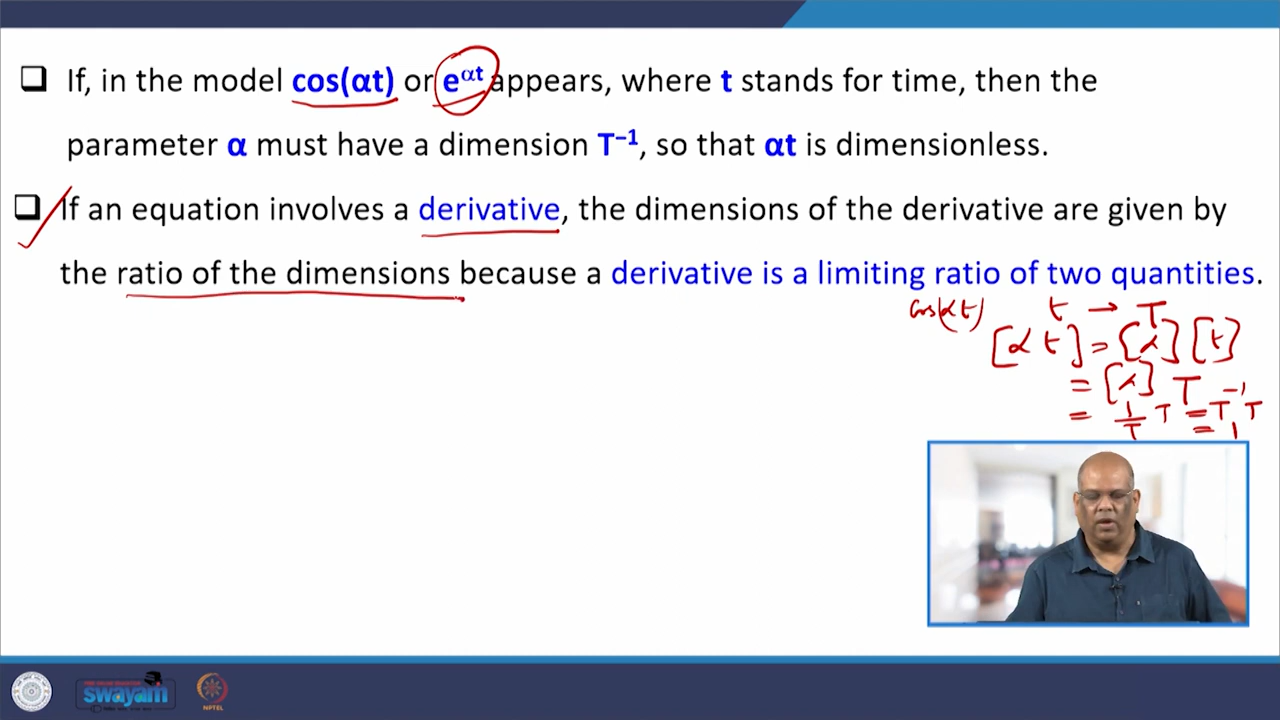 ❑ If, in the model cos(αt) or e^αt appears, where t stands for time, then the
parameter α must have a dimension T⁻¹, so that αt is dimensionless.
❑ If an equation involves a derivative, the dimensions of the derivative are given by
the ratio of the dimensions because a derivative is a limiting ratio of two quantities.
cos(αt) t → T
[α t] = [α] [t]
= [α] T
= 1/T T = T⁻¹ T
= 1
swayam
NPTEL